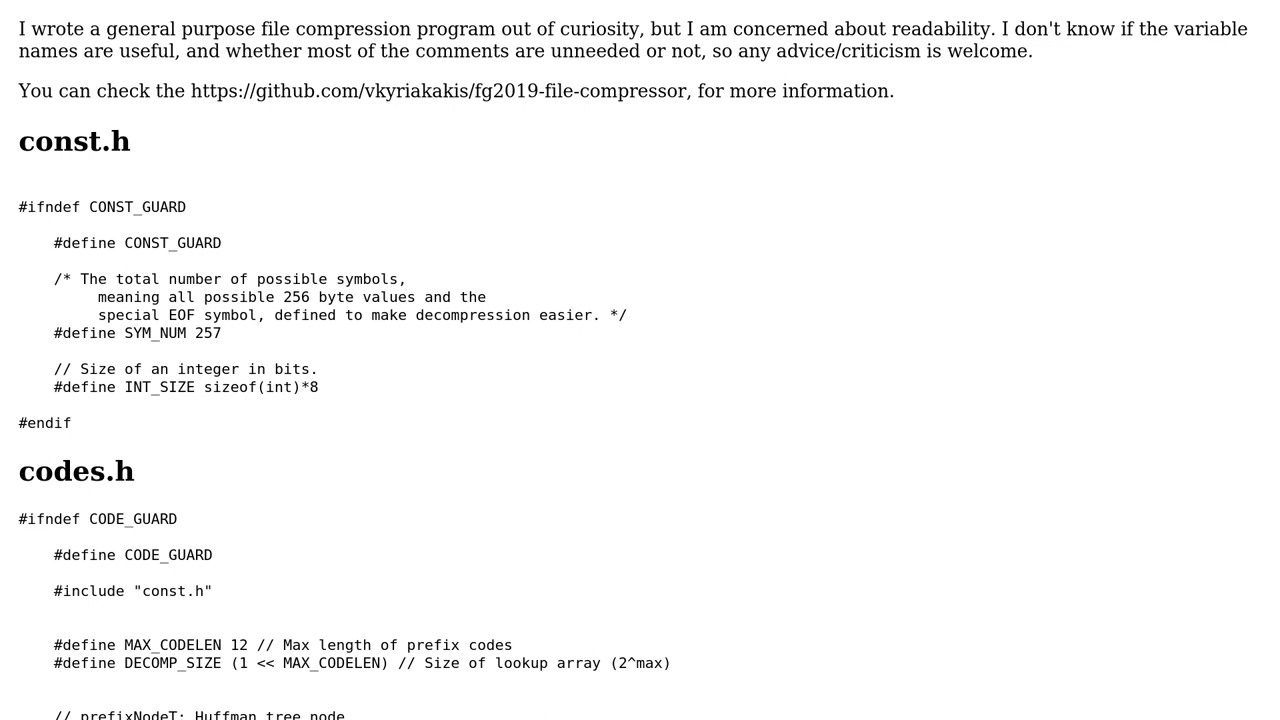 I wrote a general purpose file compression program out of curiosity, but I am concerned about readability. I don't know if the variable
names are useful, and whether most of the comments are unneeded or not, so any advice/criticism is welcome.
You can check the https://github.com/vkyriakakis/fg2019-file-compressor, for more information.
const.h
#ifndef CONST_GUARD
#define CONST_GUARD
/* The total number of possible symbols,
meaning all possible 256 byte values and the
special EOF symbol, defined to make decompression easier. */
#define SYM_NUM 257
// Size of an integer in bits.
#define INT_SIZE sizeof(int)*8
#endif
codes.h
#ifndef CODE_GUARD
#define CODE_GUARD
#include "const.h"
#define MAX_CODELEN 12 // Max length of prefix codes
#define DECOMP_SIZE (1 << MAX_CODELEN) // Size of lookup array (2^max)
// prefixNodeT: Huffman tree node